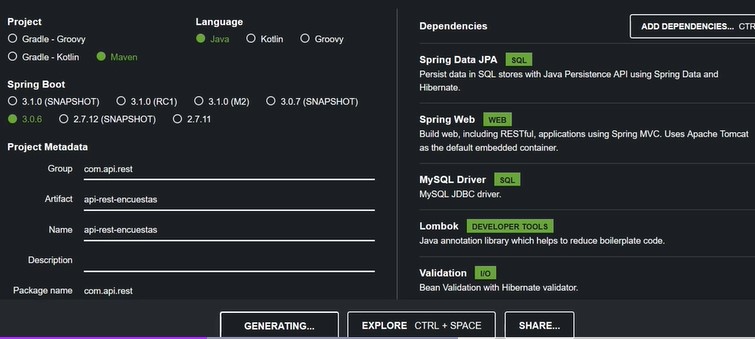 Project
Gradle - Groovy
Gradle - Kotlin
Maven
Language
Java
Kotlin
Groovy
Spring Boot
3.1.0 (SNAPSHOT)
3.1.0 (RC1)
3.1.0 (M2)
3.0.7 (SNAPSHOT)
3.0.6
2.7.12 (SNAPSHOT)
2.7.11
Project Metadata
Group com.api.rest
Artifact api-rest-encuestas
Name api-rest-encuestas
Description
Package name com.api.rest
Dependencies
ADD DEPENDENCIES... CTR
Spring Data JPA SQL
Persist data in SQL stores with Java Persistence API using Spring Data and
Hibernate.
Spring Web WEB
Build web, including RESTful, applications using Spring MVC. Uses Apache Tomcat
as the default embedded container.
MySQL Driver SQL
MySQL JDBC driver.
Lombok DEVELOPER TOOLS
Java annotation library which helps to reduce boilerplate code.
Validation I/O
Bean Validation with Hibernate validator.
GENERATING...
EXPLORE CTRL + SPACE
SHARE...